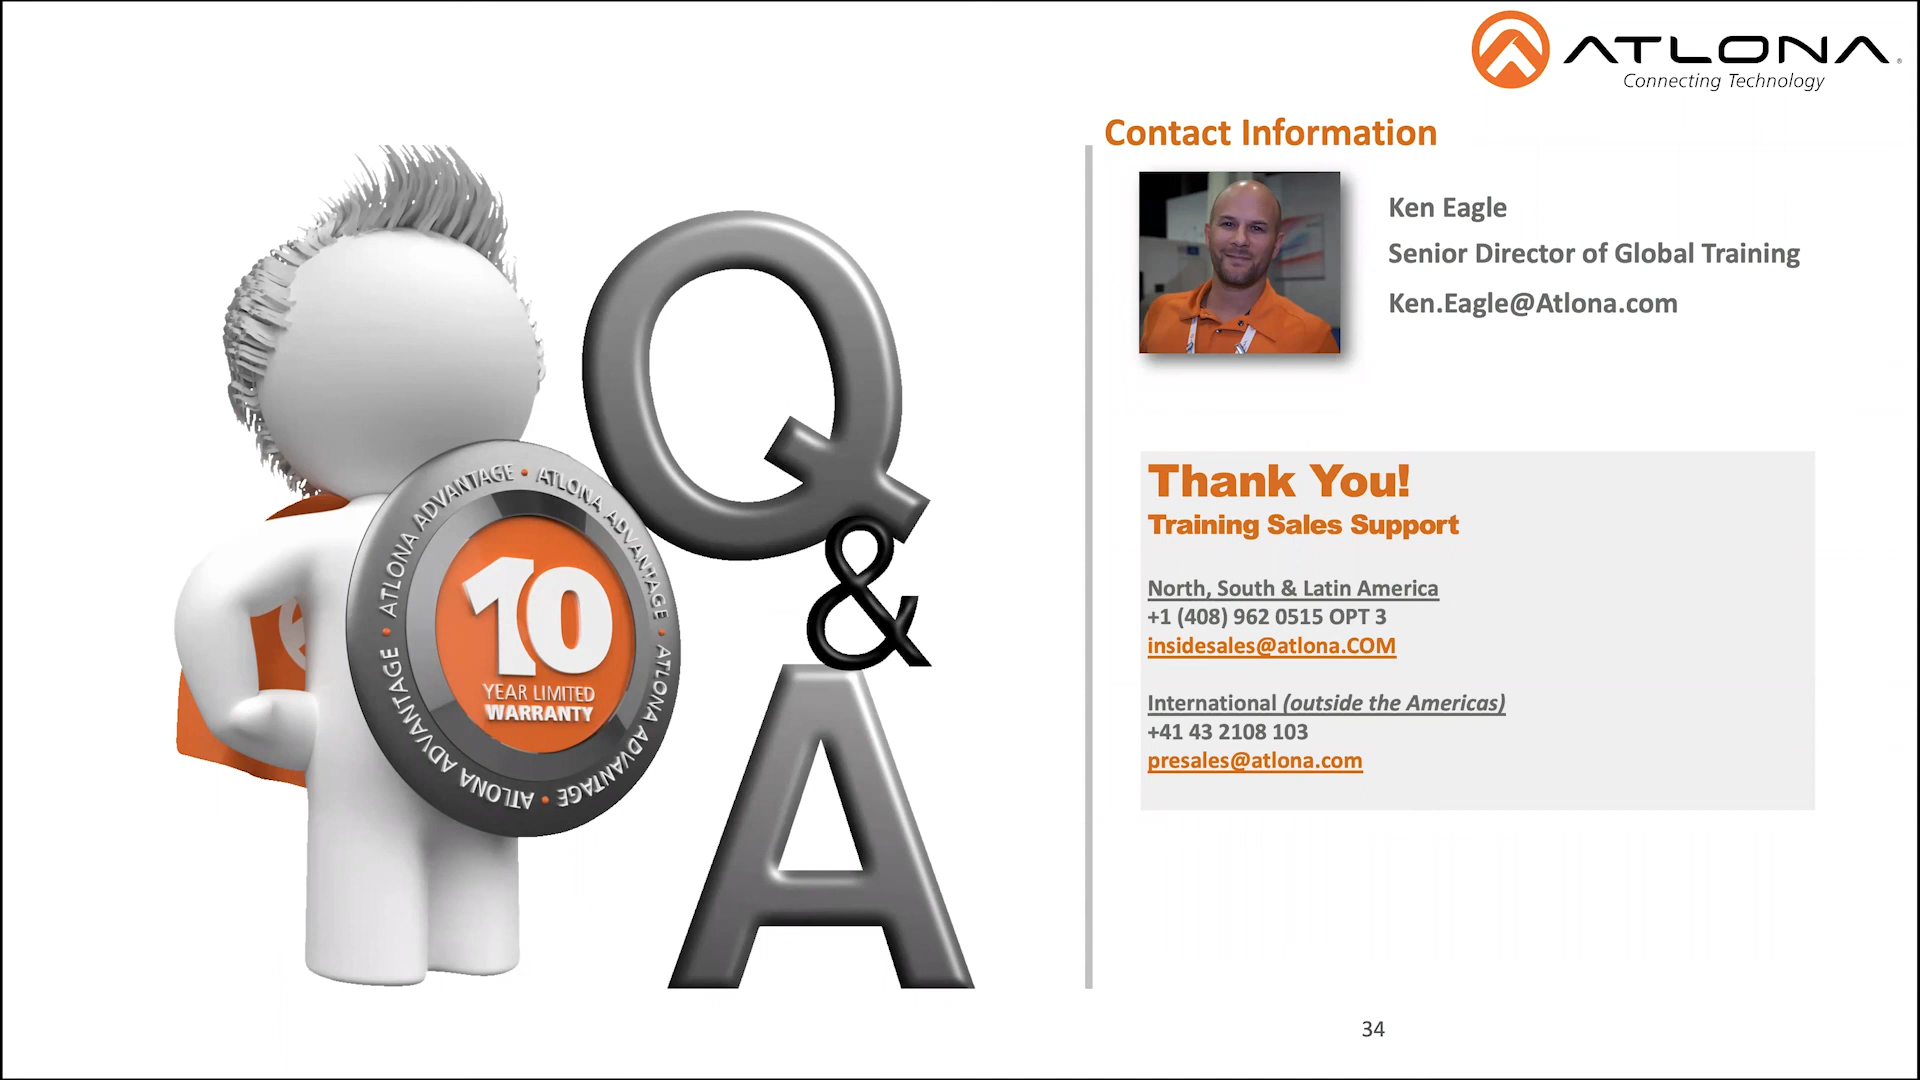 ATLONA
Connecting Technology
Contact Information
Ken Eagle
Senior Director of Global Training
Ken.Eagle@Atlona.com
Q
&
A
ATLONA ADVANTAGE • ATLONA ADVANTAGE • ATLONA ADVANTAGE • ATLONA ADVANTAGE •
10
YEAR LIMITED
WARRANTY
Thank You!
Training Sales Support
North, South & Latin America
+1 (408) 962 0515 OPT 3
insidesales@atlona.COM
International (outside the Americas)
+41 43 2108 103
presales@atlona.com
34